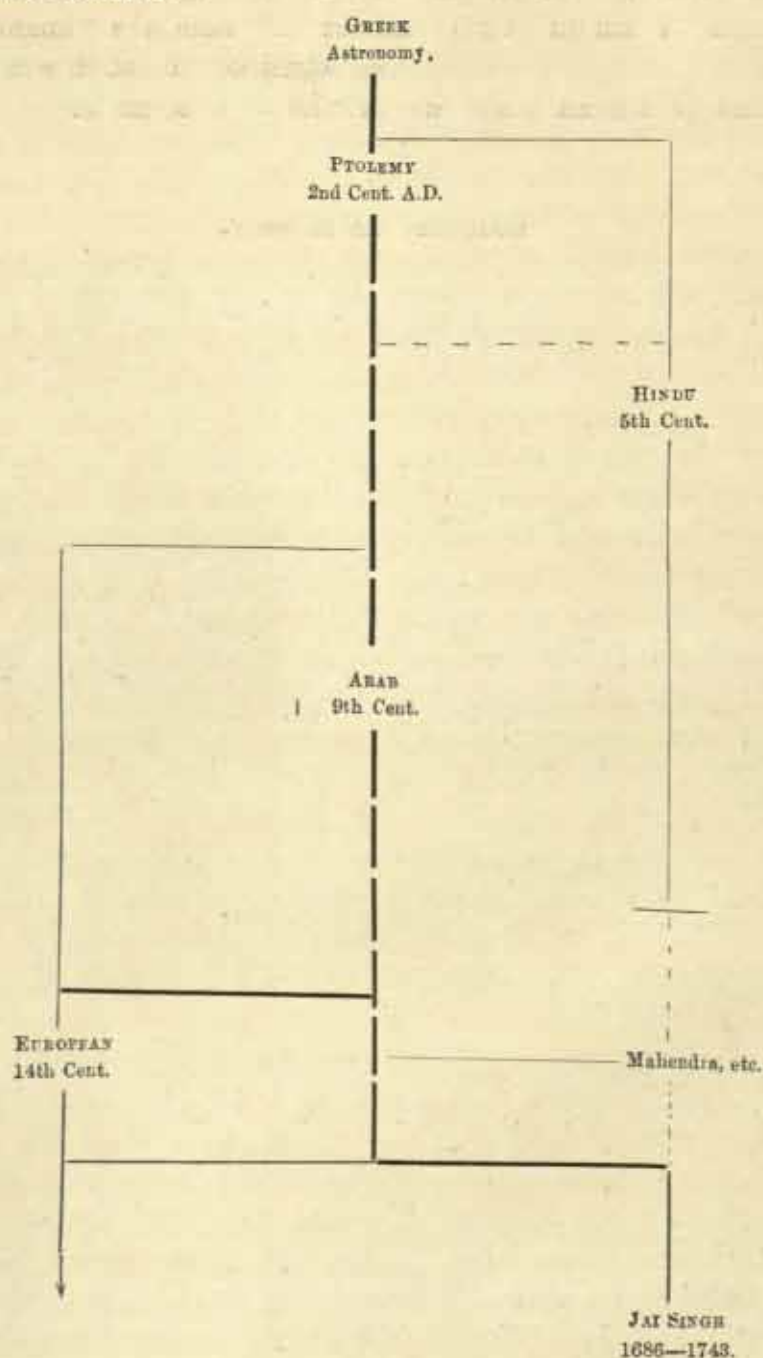 GREEK
Astronomy.
PTOLEMY
2nd Cent. A.D.
HINDU
5th Cent.
ARAB
9th Cent.
EUROPEAN
14th Cent.
Mahendra, etc.
JAI SINGH
1686—1743.